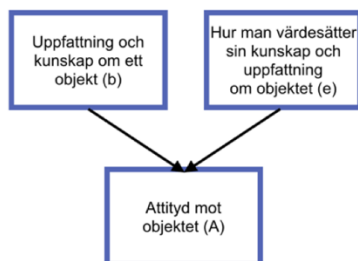 Uppfattning och
kunskap om ett
objekt (b)
Hur man värdesätter
sin kunskap och
uppfattning
om objektet (e)
Attityd mot
objektet (A)